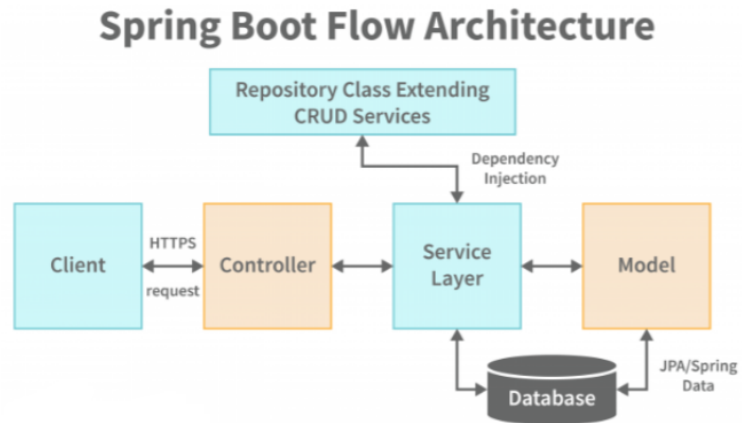 Spring Boot Flow Architecture
Repository Class Extending
CRUD Services
Dependency
Injection
Client
HTTPS
request
Controller
Service
Layer
Model
Database
JPA/Spring
Data